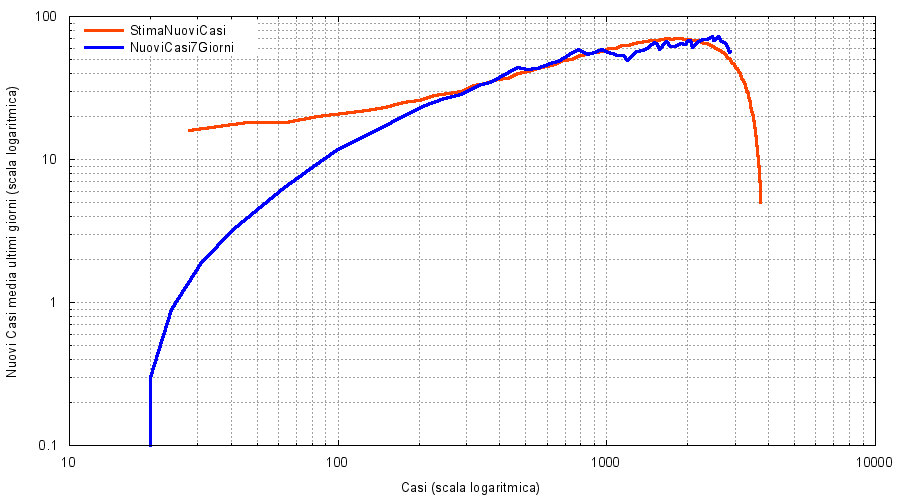 100
StimaNuoviCasi
NuoviCasi7Giorni
10
1
0.1
Nuovi Casi media ultimi giorni (scala logaritmica)
10
100
1000
10000
Casi (scala logaritmica)